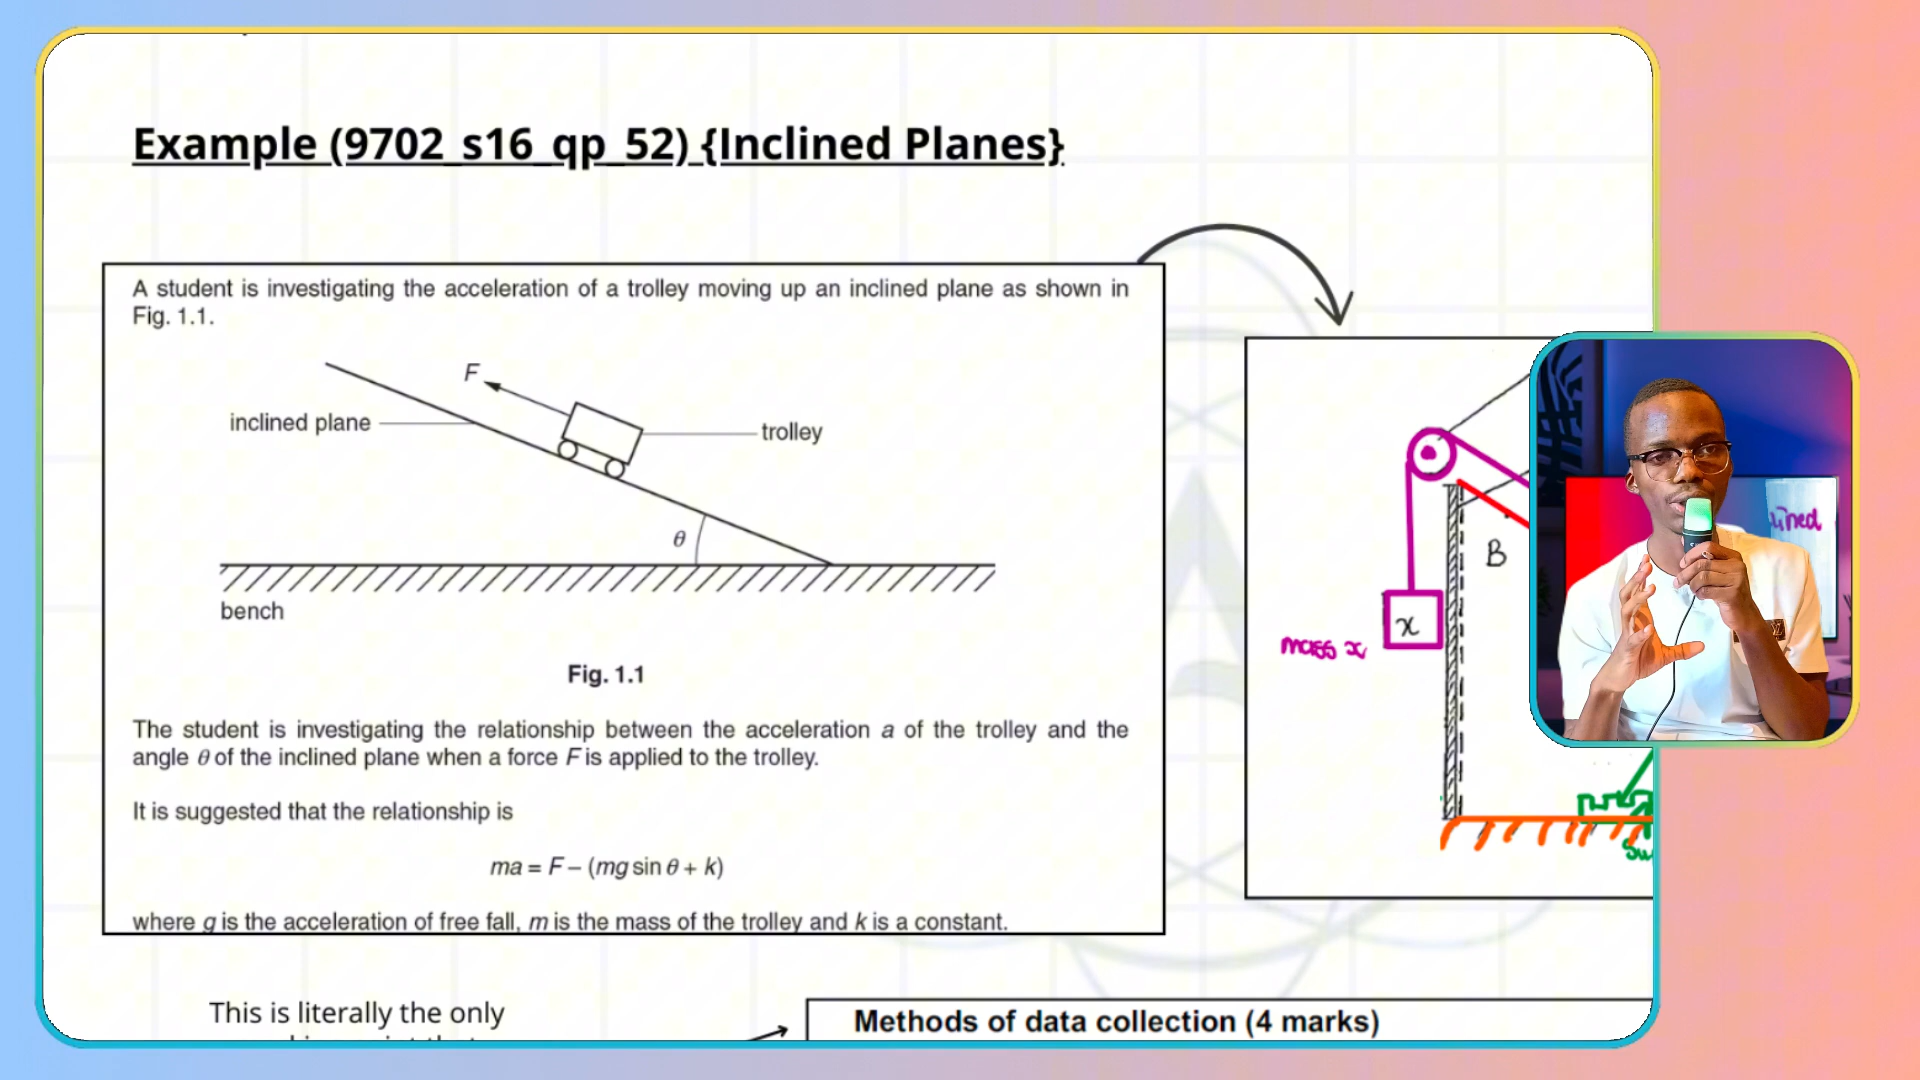 Example (9702_s16_qp_52) {Inclined Planes}
A student is investigating the acceleration of a trolley moving up an inclined plane as shown in
Fig. 1.1.
F
inclined plane
trolley
θ
bench
Fig. 1.1
The student is investigating the relationship between the acceleration a of the trolley and the
angle θ of the inclined plane when a force F is applied to the trolley.
It is suggested that the relationship is
ma = F – (mg sin θ + k)
where g is the acceleration of free fall, m is the mass of the trolley and k is a constant.
B
x
mass x
ined
This is literally the only
Methods of data collection (4 marks)